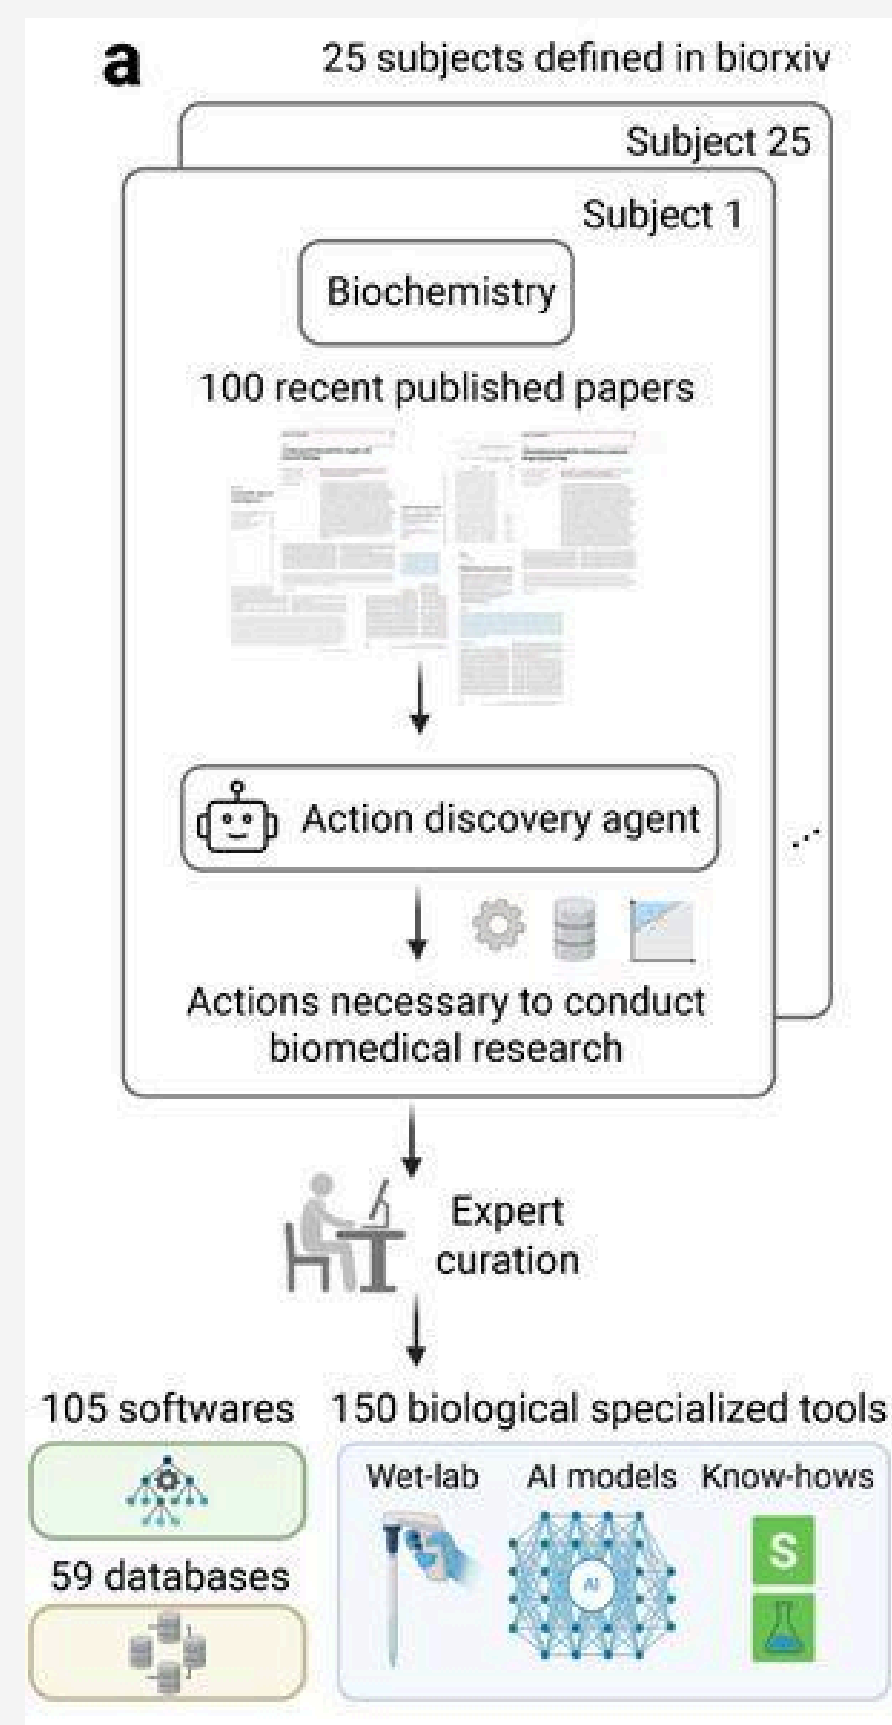 a
25 subjects defined in biorxiv
Subject 25
Subject 1
Biochemistry
100 recent published papers
Action discovery agent
Actions necessary to conduct
biomedical research
Expert
curation
105 softwares
150 biological specialized tools
Wet-lab
AI models
Know-hows
AI
S
59 databases